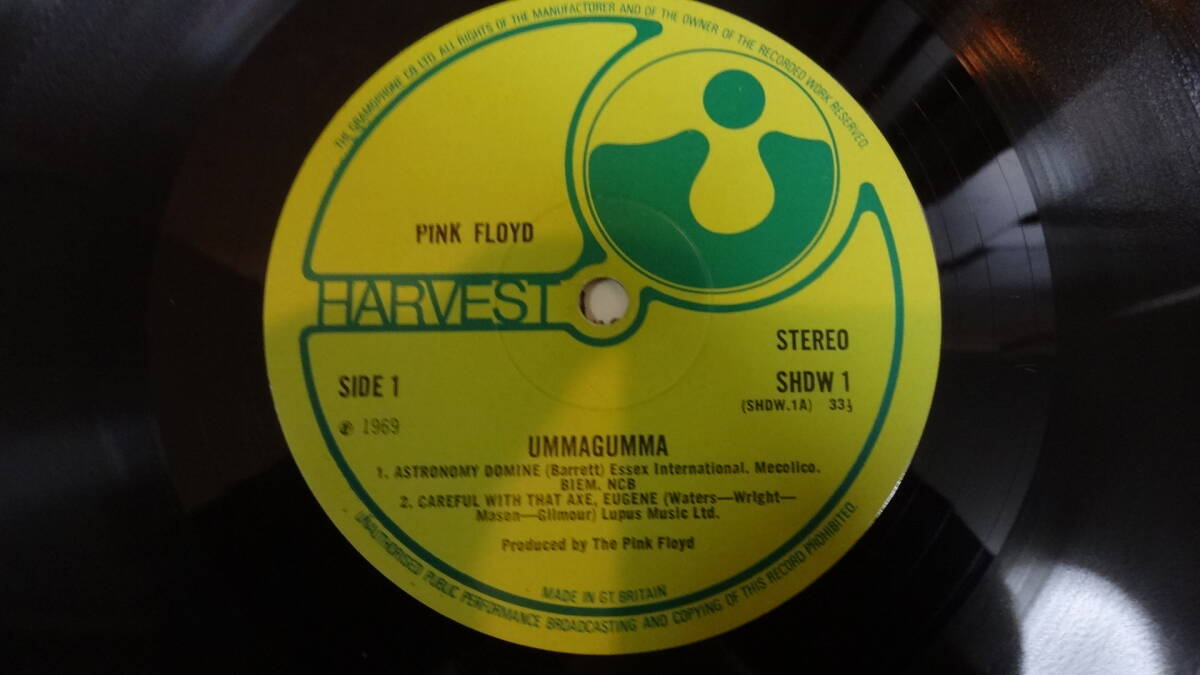 THE GRAMOPHONE CO LTD. ALL RIGHTS OF THE MANUFACTURER AND OF THE OWNER OF THE RECORDED WORK RESERVED.
PINK FLOYD
HARVEST
STEREO
SIDE 1
SHDW 1
(SHDW.1A) 33⅓
℗ 1969
UMMAGUMMA
1. ASTRONOMY DOMINE (Barrett) Essex International. Mecolico.
BIEM. NCB
2. CAREFUL WITH THAT AXE, EUGENE (Waters—Wright—
Mason—Gilmour) Lupus Music Ltd.
Produced by The Pink Floyd
MADE IN GT. BRITAIN
UNAUTHORISED PUBLIC PERFORMANCE BROADCASTING AND COPYING OF THIS RECORD PROHIBITED.